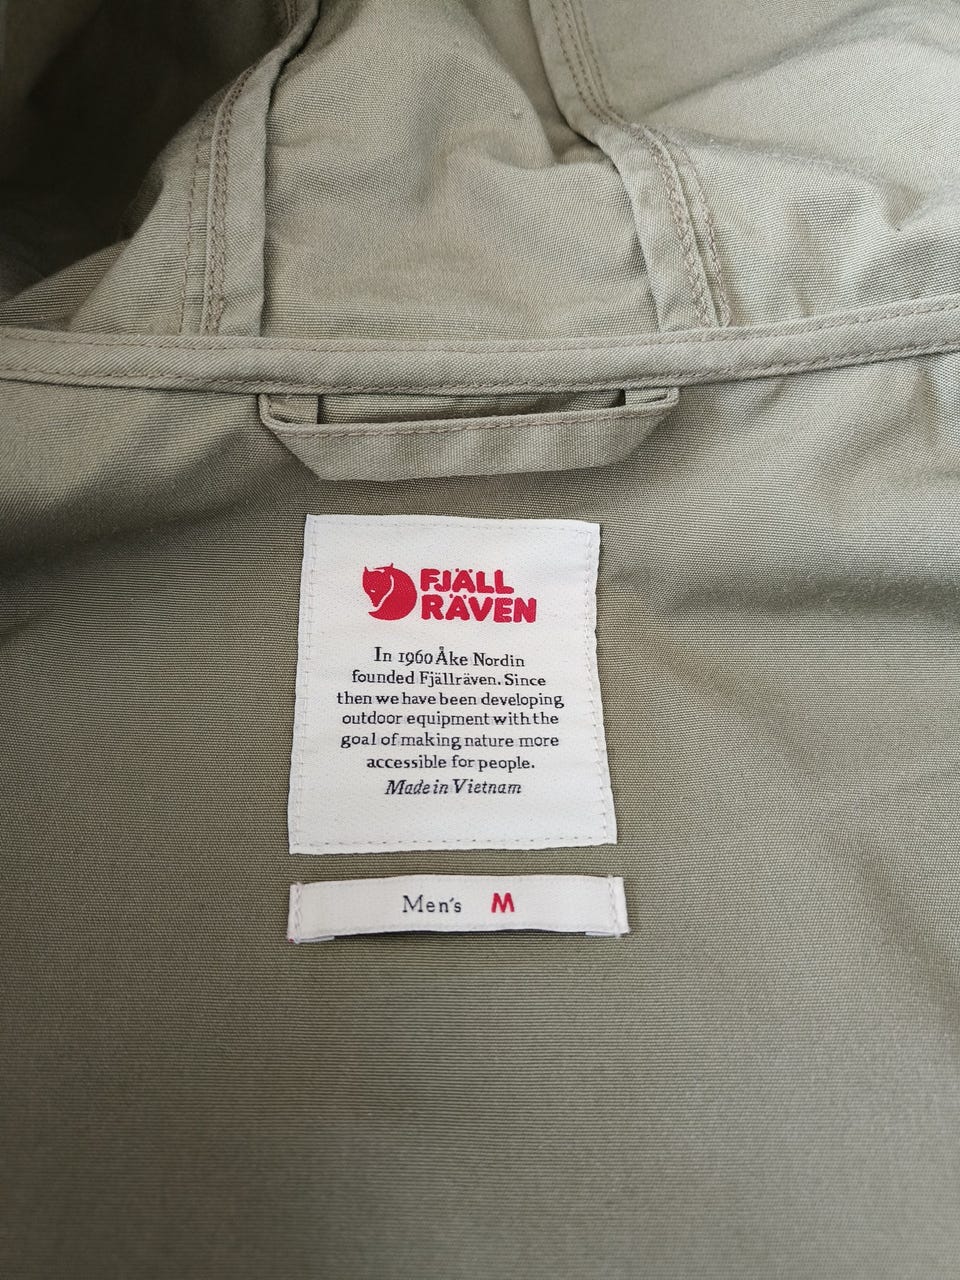 FJÄLL
RÄVEN
In 1960 Åke Nordin
founded Fjällräven. Since
then we have been developing
outdoor equipment with the
goal of making nature more
accessible for people.
Made in Vietnam
Men's M